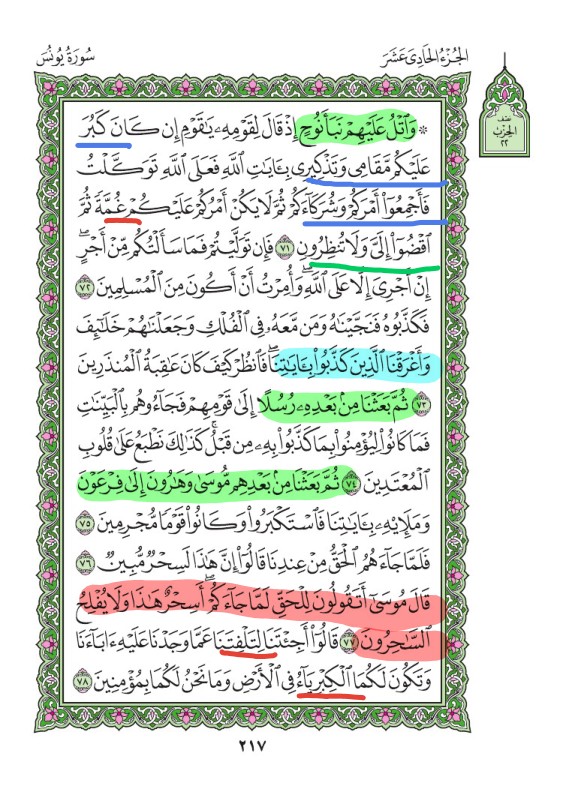 سُورَةُ يُونُسَ
الجُزْءُ الحَادِى عَشَرَ
نصف
الحزب
٢٢
۞ وَٱتۡلُ عَلَيۡهِمۡ نَبَأَ نُوحٍ إِذۡ قَالَ لِقَوۡمِهِۦ يَٰقَوۡمِ إِن كَانَ كَبُرَ
عَلَيۡكُم مَّقَامِي وَتَذۡكِيرِي بِـَٔايَٰتِ ٱللَّهِ فَعَلَى ٱللَّهِ تَوَكَّلۡتُ
فَأَجۡمِعُوٓاْ أَمۡرَكُمۡ وَشُرَكَآءَكُمۡ ثُمَّ لَا يَكُنۡ أَمۡرُكُمۡ عَلَيۡكُمۡ غُمَّةٗ ثُمَّ
ٱقۡضُوٓاْ إِلَيَّ وَلَا تُنظِرُونِ ٧١ فَإِن تَوَلَّيۡتُمۡ فَمَا سَأَلۡتُكُم مِّنۡ أَجۡرٍۖ
إِنۡ أَجۡرِيَ إِلَّا عَلَى ٱللَّهِۖ وَأُمِرۡتُ أَنۡ أَكُونَ مِنَ ٱلۡمُسۡلِمِينَ ٧٢
فَكَذَّبُوهُ فَنَجَّيۡنَٰهُ وَمَن مَّعَهُۥ فِي ٱلۡفُلۡكِ وَجَعَلۡنَٰهُمۡ خَلَٰٓئِفَ
وَأَغۡرَقۡنَا ٱلَّذِينَ كَذَّبُواْ بِـَٔايَٰتِنَاۖ فَٱنظُرۡ كَيۡفَ كَانَ عَٰقِبَةُ ٱلۡمُنذَرِينَ
٧٣ ثُمَّ بَعَثۡنَا مِنۢ بَعۡدِهِۦ رُسُلًا إِلَىٰ قَوۡمِهِمۡ فَجَآءُوهُم بِٱلۡبَيِّنَٰتِ
فَمَا كَانُواْ لِيُؤۡمِنُواْ بِمَا كَذَّبُواْ بِهِۦ مِن قَبۡلُۚ كَذَٰلِكَ نَطۡبَعُ عَلَىٰ قُلُوبِ
ٱلۡمُعۡتَدِينَ ٧٤ ثُمَّ بَعَثۡنَا مِنۢ بَعۡدِهِم مُّوسَىٰ وَهَٰرُونَ إِلَىٰ فِرۡعَوۡنَ
وَمَلَإِيْهِۦ بِـَٔايَٰتِنَا فَٱسۡتَكۡبَرُواْ وَكَانُواْ قَوۡمٗا مُّجۡرِمِينَ ٧٥
فَلَمَّا جَآءَهُمُ ٱلۡحَقُّ مِنۡ عِندِنَا قَالُوٓاْ إِنَّ هَٰذَا لَسِحۡرٞ مُّبِينٞ ٧٦
قَالَ مُوسَىٰٓ أَتَقُولُونَ لِلۡحَقِّ لَمَّا جَآءَكُمۡۖ أَسِحۡرٌ هَٰذَا وَلَا يُفۡلِحُ
ٱلسَّٰحِرُونَ ٧٧ قَالُوٓاْ أَجِئۡتَنَا لِتَلۡفِتَنَا عَمَّا وَجَدۡنَا عَلَيۡهِ ءَابَآءَنَا
وَتَكُونَ لَكُمَا ٱلۡكِبۡرِيَآءُ فِي ٱلۡأَرۡضِ وَمَا نَحۡنُ لَكُمَا بِمُؤۡمِنِينَ ٧٨
٢١٧